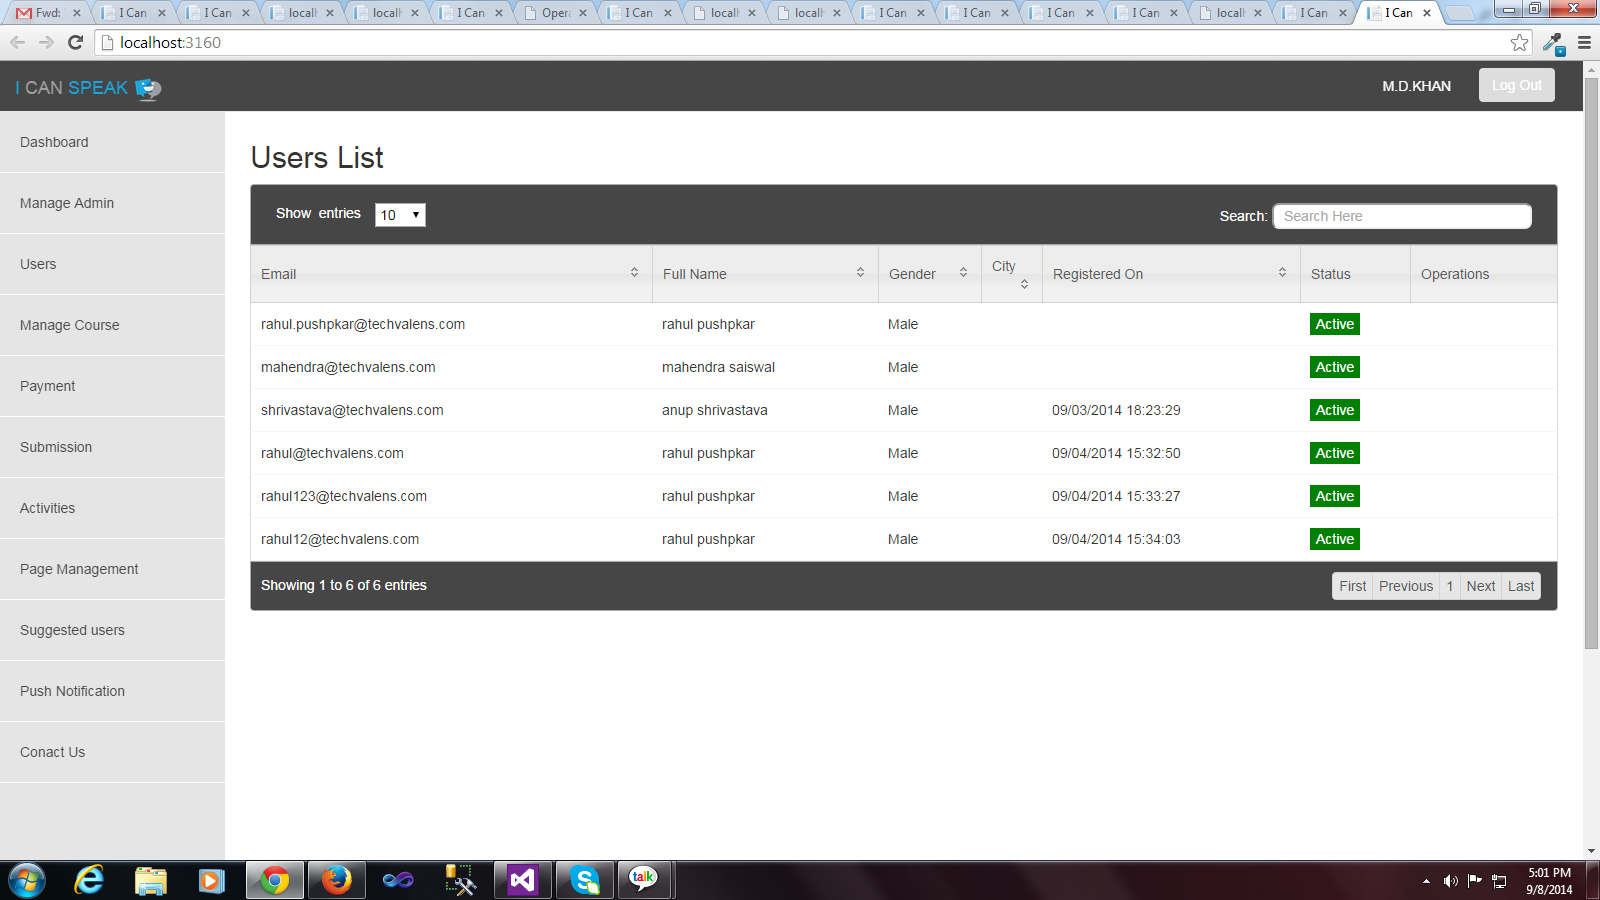 Fwd: I Can I Can locall locall I Can Opera I Can locall locall I Can I Can I Can I Can locall I Can I Can
localhost:3160
I CAN SPEAK M.D.KHAN Log Out
Dashboard
Manage Admin
Users
Manage Course
Payment
Submission
Activities
Page Management
Suggested users
Push Notification
Conact Us
Users List
Show entries 10 Search: Search Here
Email Full Name Gender City Registered On Status Operations
rahul.pushpkar@techvalens.com rahul pushpkar Male Active
mahendra@techvalens.com mahendra saiswal Male Active
shrivastava@techvalens.com anup shrivastava Male 09/03/2014 18:23:29 Active
rahul@techvalens.com rahul pushpkar Male 09/04/2014 15:32:50 Active
rahul123@techvalens.com rahul pushpkar Male 09/04/2014 15:33:27 Active
rahul12@techvalens.com rahul pushpkar Male 09/04/2014 15:34:03 Active
Showing 1 to 6 of 6 entries First Previous 1 Next Last
talk
5:01 PM
9/8/2014